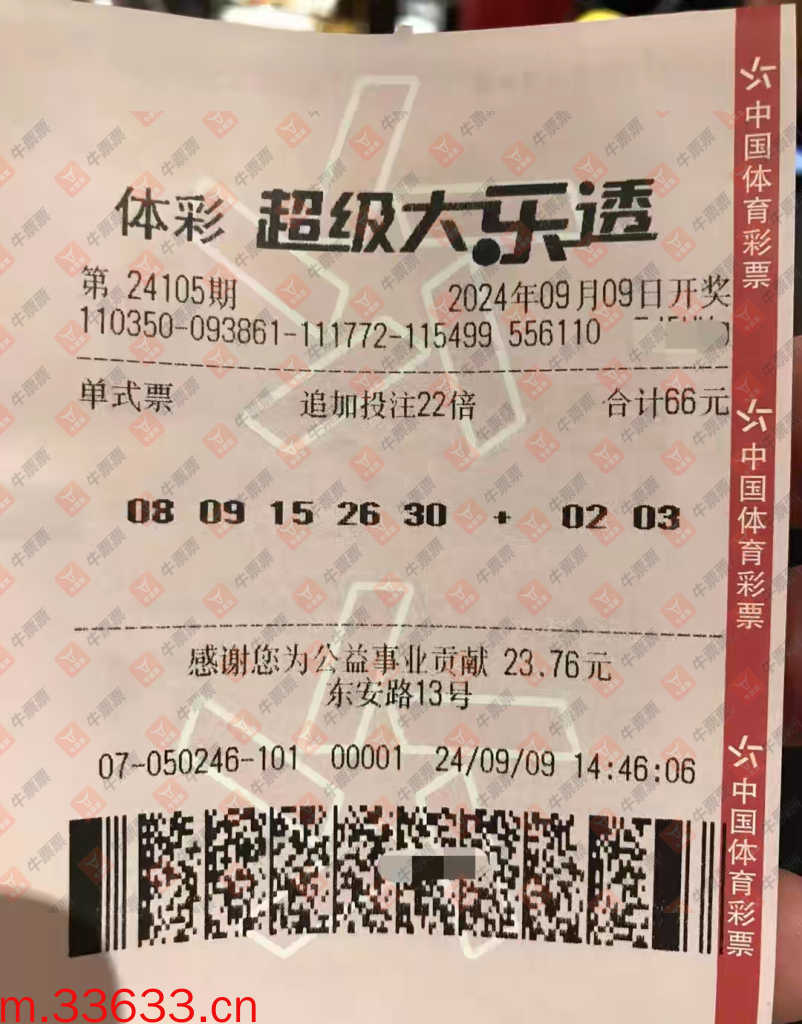 体彩 超级大乐透
第 24105期 2024年09月09日开奖
110350-093861-111772-115499 556110
单式票 追加投注22倍 合计66元
08 09 15 26 30 + 02 03
感谢您为公益事业贡献 23.76元
东安路13号
07-050246-101 00001 24/09/09 14:46:06
中国体育彩票
中国体育彩票
中国体育彩票
牛票票
m.33633.cn